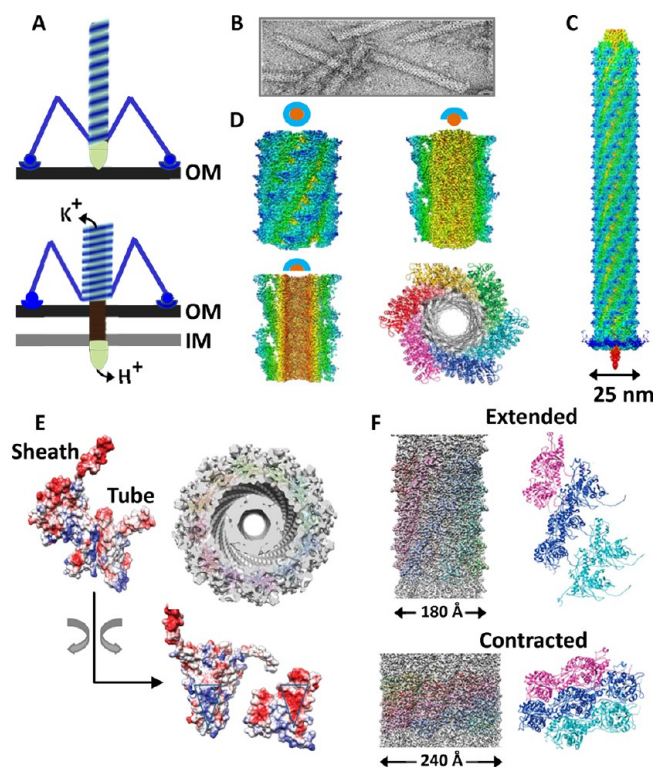 A
B
C
OM
D
K+
OM
IM
H+
25 nm
E
Sheath
Tube
F
Extended
180 Å
Contracted
240 Å